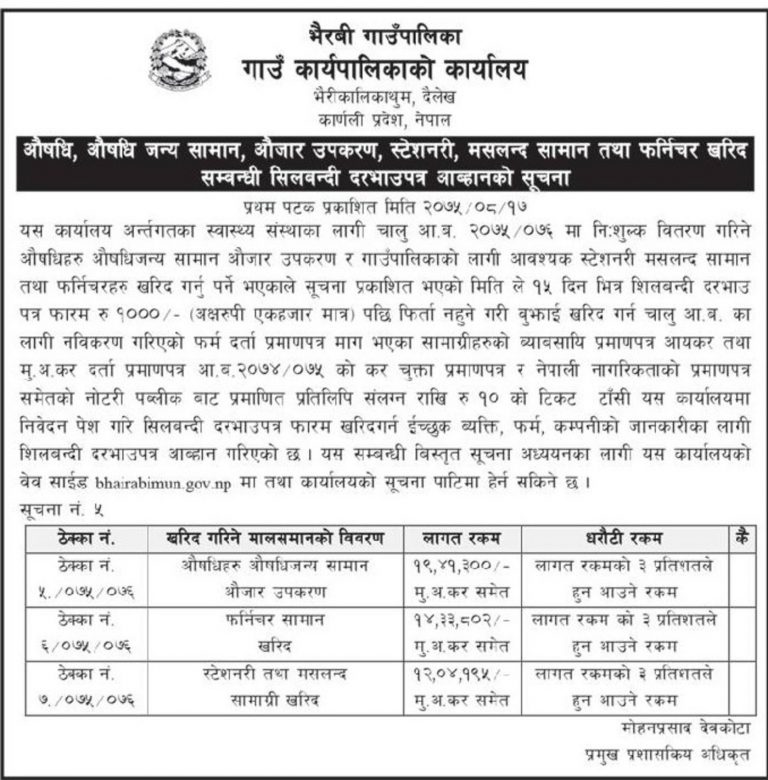 भैरबी गाउँपालिका
गाउँ कार्यपालिकाको कार्यालय
भैरीकालिकाथुम, दैलेख
कार्णली प्रदेश, नेपाल
औषधि, औषधि जन्य सामान, औजार उपकरण, स्टेशनरी, मसलन्द सामान तथा फर्निचर खरिद
सम्बन्धी सिलबन्दी दरभाउपत्र आब्हानको सूचना
प्रथम पटक प्रकाशित मिति २०७५/०८/१७
यस कार्यालय अर्न्तगतका स्वास्थ्य संस्थाका लागी चालु आ.ब. २०७५/०७६ मा नि:शुल्क वितरण गरिने
औषधिहरु औषधिजन्य सामान औजार उपकरण र गाउँपालिकाको लागी आवश्यक स्टेशनरी मसलन्द सामान
तथा फर्निचरहरु खरिद गर्नु पर्ने भएकाले सूचना प्रकाशित भएको मिति ले १५ दिन भित्र शिलबन्दी दरभाउ
पत्र फारम रु १०००/- (अक्षरुपी एकहजार मात्र) पछि फिर्ता नहुने गरी बुझाई खरिद गर्न चालु आ.ब. का
लागी नविकरण गरिएको फर्म दर्ता प्रमाणपत्र माग भएका सामाग्रीहरुको ब्याबसायि प्रमाणपत्र आयकर तथा
मु.अ.कर दर्ता प्रमाणपत्र आ.ब.२०७४/०७५ को कर चुक्ता प्रमाणपत्र र नेपाली नागरिकताको प्रमाणपत्र
समेतको नोटरी पब्लीक बाट प्रमाणित प्रतिलिपि संलग्न राखि रु १० को टिकट टाँसी यस कार्यालयमा
निवेदन पेश गरि सिलबन्दी दरभाउपत्र फारम खरिदगर्न ईच्छुक ब्यक्ति, फर्म, कम्पनीको जानकारीका लागी
शिलबन्दी दरभाउपत्र आब्हान गरिएको छ । यस सम्बन्धी बिस्तृत सूचना अध्ययनका लागी यस कार्यालयको
वेव साईड bhairabimun.gov.np मा तथा कार्यालयको सूचना पाटिमा हेर्न सकिने छ ।
सूचना नं. ५
ठेक्का नं. खरिद गरिने मालसमानको विवरण लागत रकम धरौटी रकम कै
ठेक्का नं. औषधिहरु औषधिजन्य सामान १९,४१,३००/- लागत रकमको ३ प्रतिशतले
५./०७५/०७६ औजार उपकरण मु.अ.कर समेत हुन आउने रकम
ठेक्का नं. फर्निचर सामान १४,३३,८०२/- लागत रकम को ३ प्रतिशतले
६/०७५/०७६ खरिद मु.अ.कर समेत हुन आउने रकम
ठेक्का नं. स्टेशनरी तथा मसलन्द १२,०४,१९५/- लागत रकमको ३ प्रतिशतले
७./०७५/०७६ सामाग्री खरिद मु.अ.कर समेत हुन आउने रकम
मोहनप्रसाद देवकोटा
प्रमुख प्रशासकिय अधिकृत